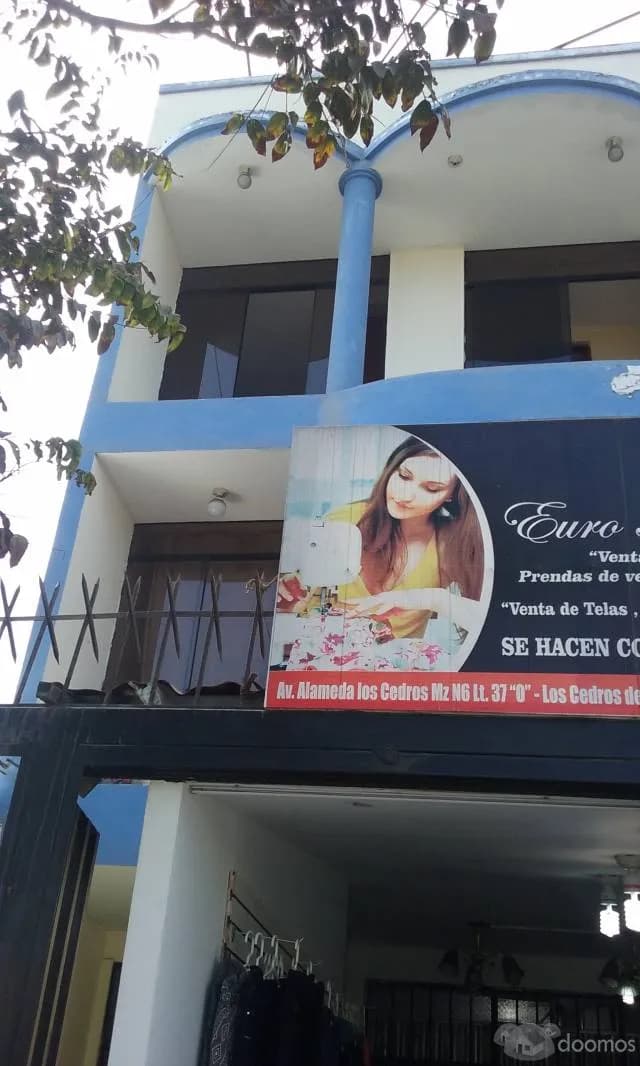 Euro
"Venta
Prendas de ve
"Venta de Telas ,
SE HACEN CO
Av. Alameda los Cedros Mz N6 Lt. 37 "O" - Los Cedros de
doomos